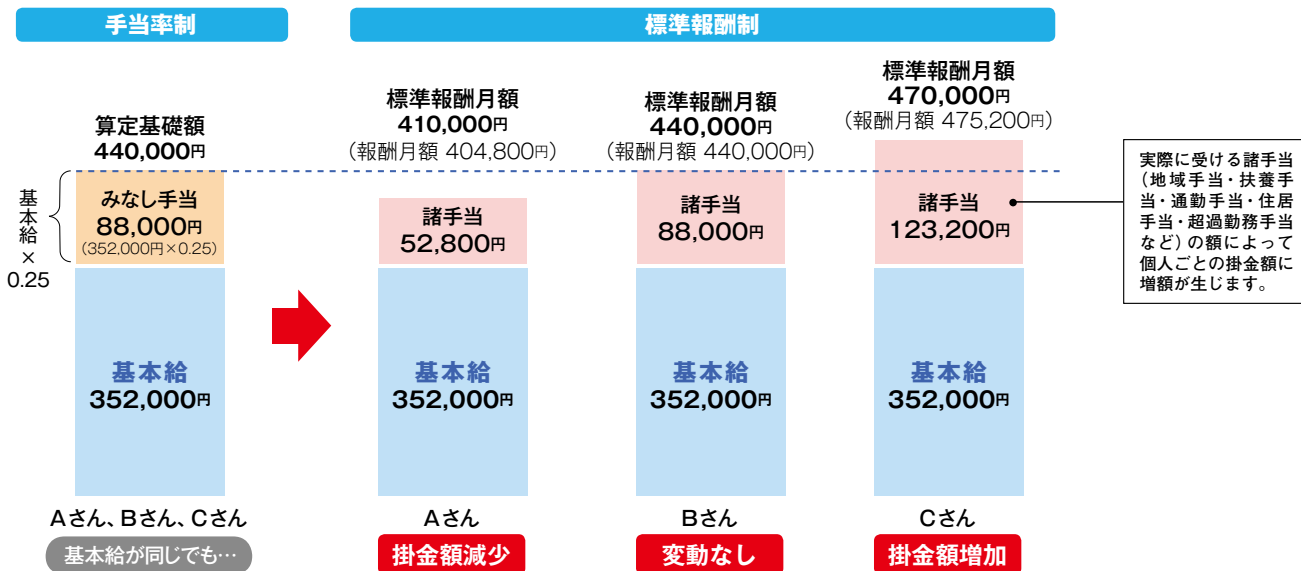 手当率制
標準報酬制
算定基礎額
440,000円
標準報酬月額
410,000円
（報酬月額 404,800円）
標準報酬月額
440,000円
（報酬月額 440,000円）
標準報酬月額
470,000円
（報酬月額 475,200円）
基本給×0.25
みなし手当
88,000円
(352,000円×0.25)
諸手当
52,800円
諸手当
88,000円
諸手当
123,200円
実際に受ける諸手当
（地域手当・扶養手
当・通勤手当・住居
手当・超過勤務手当
など）の額によって
個人ごとの掛金額に
増額が生じます。
基本給
352,000円
基本給
352,000円
基本給
352,000円
基本給
352,000円
Aさん、Bさん、Cさん
Aさん
Bさん
Cさん
基本給が同じでも…
掛金額減少
変動なし
掛金額増加